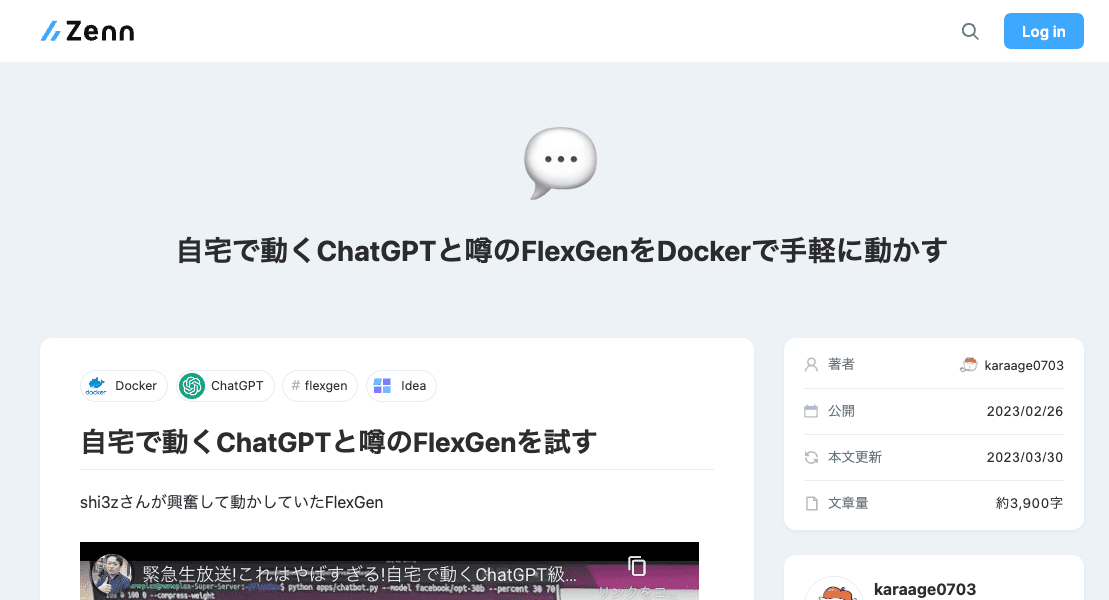 Zenn
Log in
自宅で動くChatGPTと噂のFlexGenをDockerで手軽に動かす
docker Docker
ChatGPT
# flexgen
Idea
自宅で動くChatGPTと噂のFlexGenを試す
shi3zさんが興奮して動かしていたFlexGen
緊急生放送!これはやばすぎる!自宅で動くChatGPT級...
python apps/chatbot.py --model facebook/opt-30b --percent 30 70
100 0 --compress-weight
著者 karaage0703
公開 2023/02/26
本文更新 2023/03/30
文章量 約3,900字
karaage0703